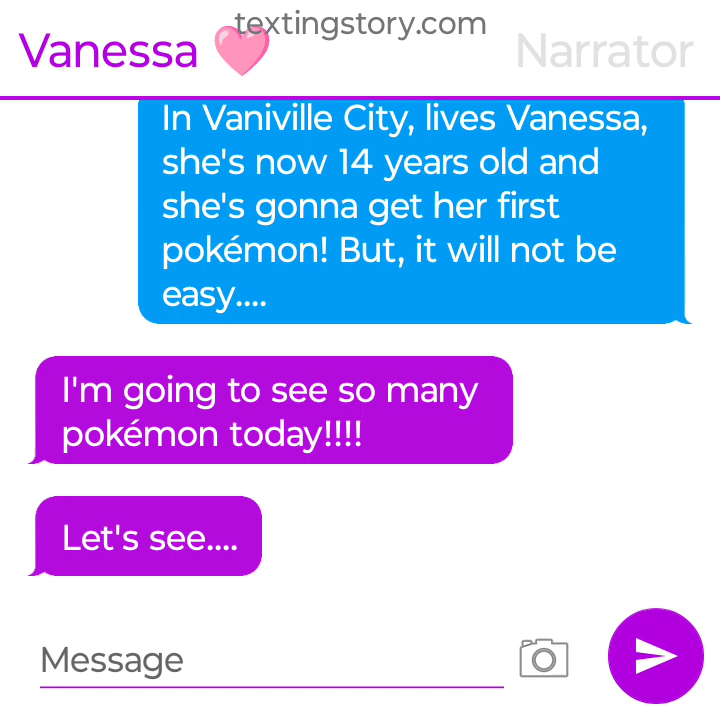 textingstory.com
Vanessa 🩷 Narrator
In Vaniville City, lives Vanessa,
she's now 14 years old and
she's gonna get her first
pokémon! But, it will not be
easy....
I'm going to see so many
pokémon today!!!!
Let's see....
Message